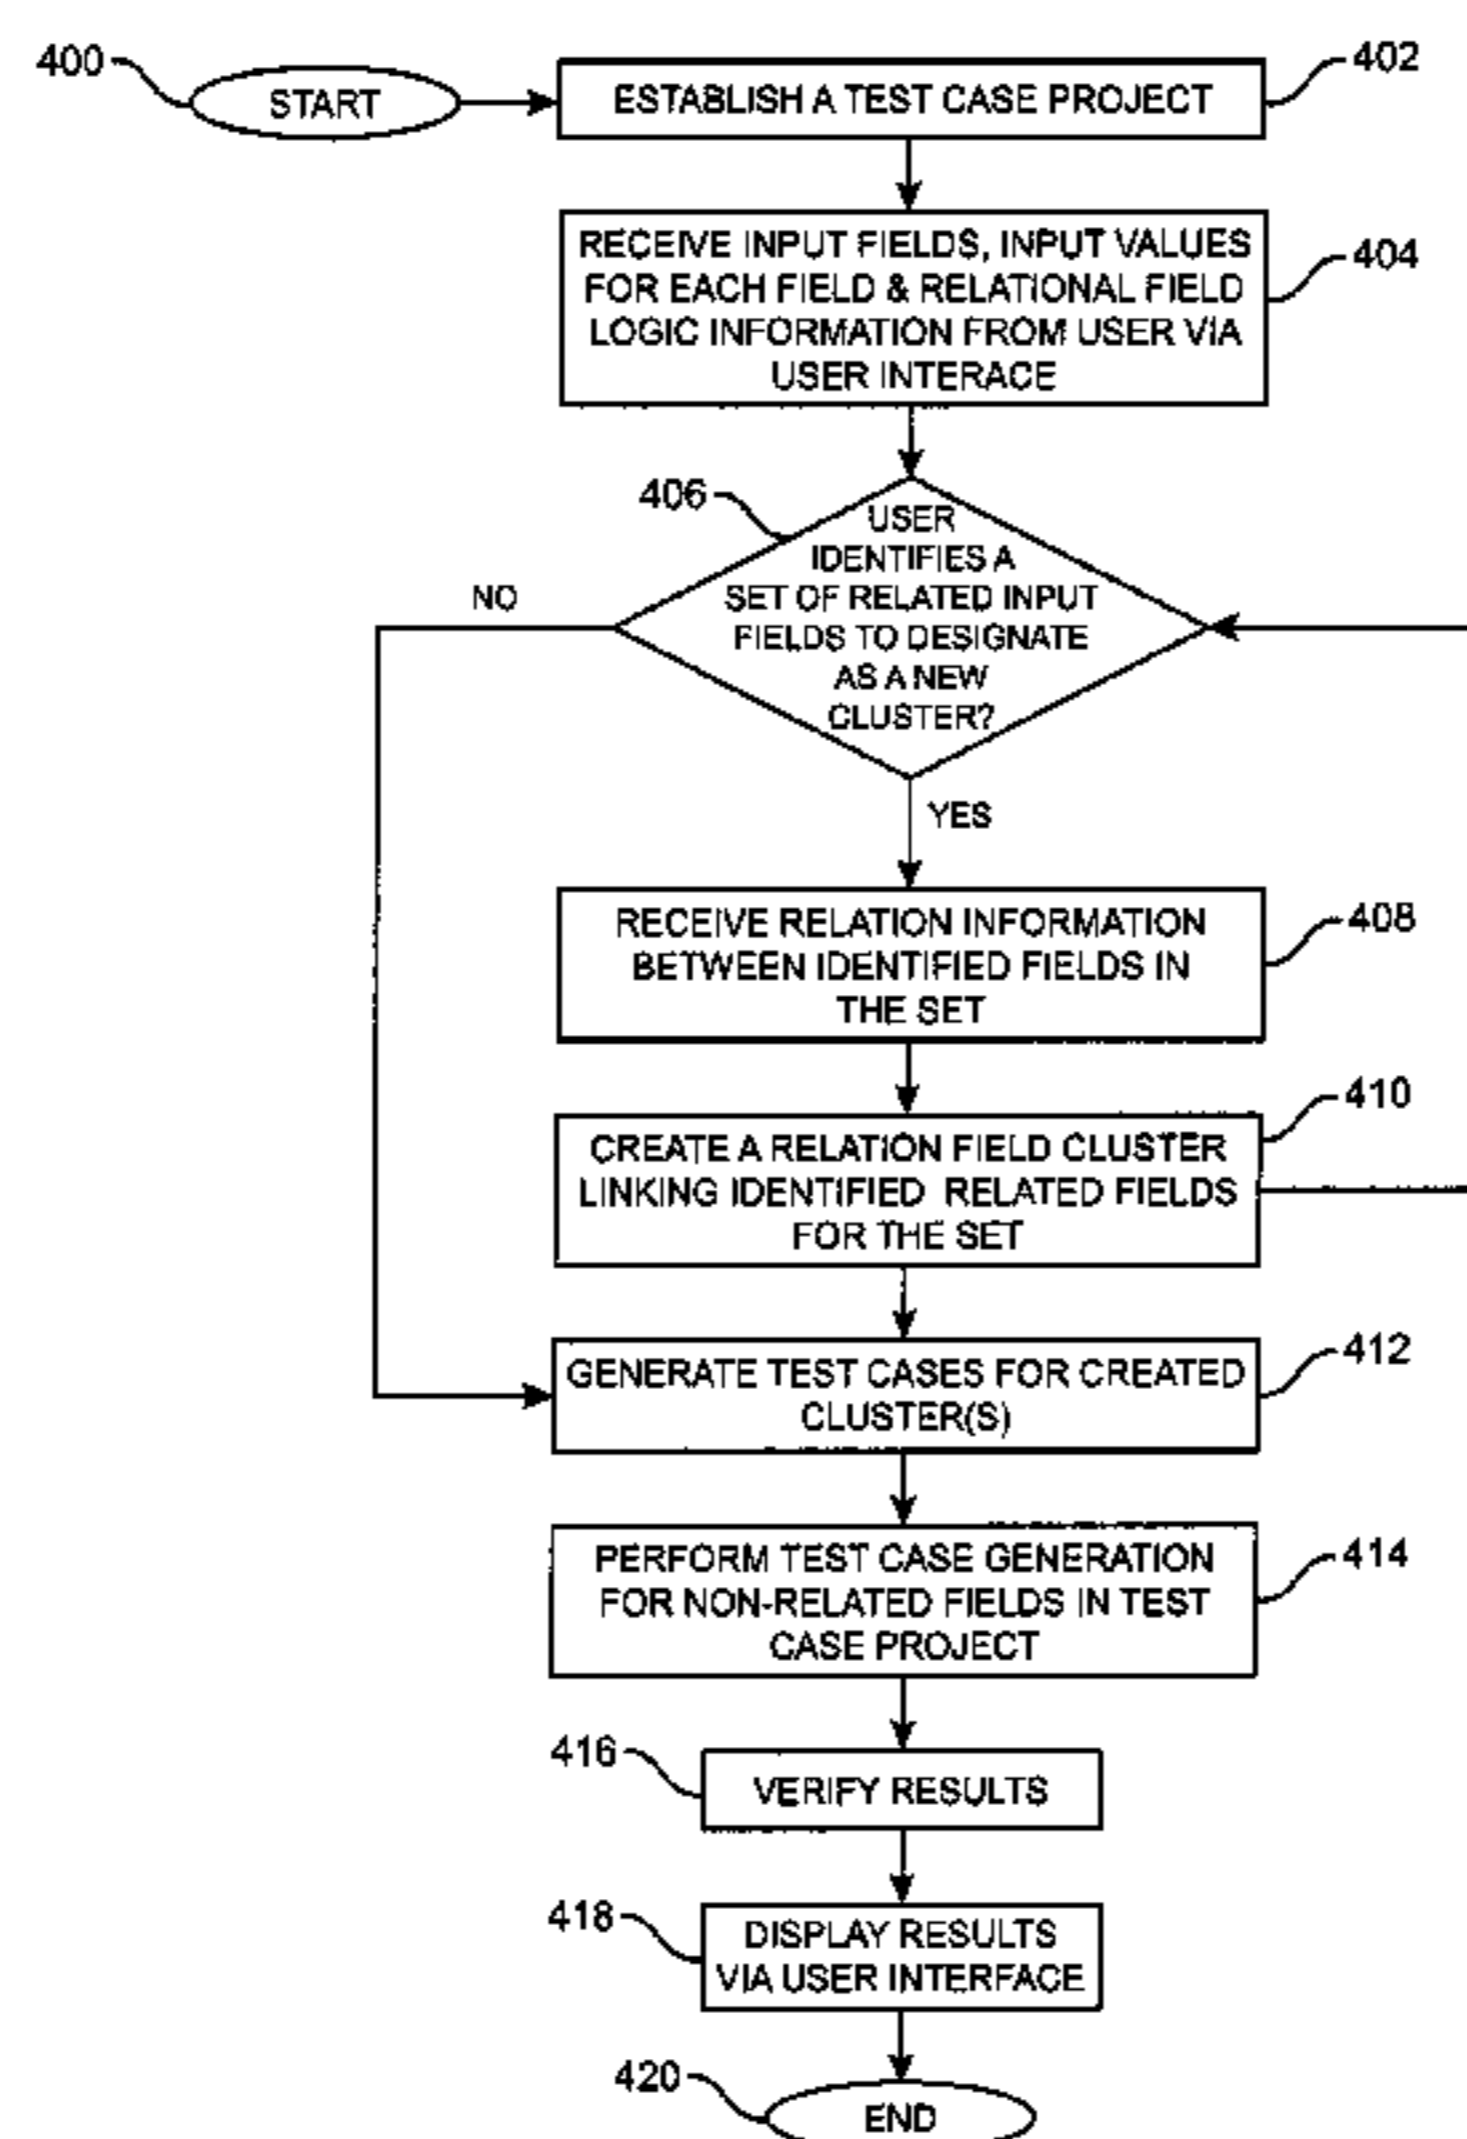 400
START
ESTABLISH A TEST CASE PROJECT
402
RECEIVE INPUT FIELDS, INPUT VALUES
FOR EACH FIELD & RELATIONAL FIELD
LOGIC INFORMATION FROM USER VIA
USER INTERACE
404
406
USER
IDENTIFIES A
SET OF RELATED INPUT
FIELDS TO DESIGNATE
AS A NEW
CLUSTER?
NO
YES
RECEIVE RELATION INFORMATION
BETWEEN IDENTIFIED FIELDS IN
THE SET
408
CREATE A RELATION FIELD CLUSTER
LINKING IDENTIFIED RELATED FIELDS
FOR THE SET
410
GENERATE TEST CASES FOR CREATED
CLUSTER(S)
412
PERFORM TEST CASE GENERATION
FOR NON-RELATED FIELDS IN TEST
CASE PROJECT
414
416
VERIFY RESULTS
418
DISPLAY RESULTS
VIA USER INTERFACE
420
END